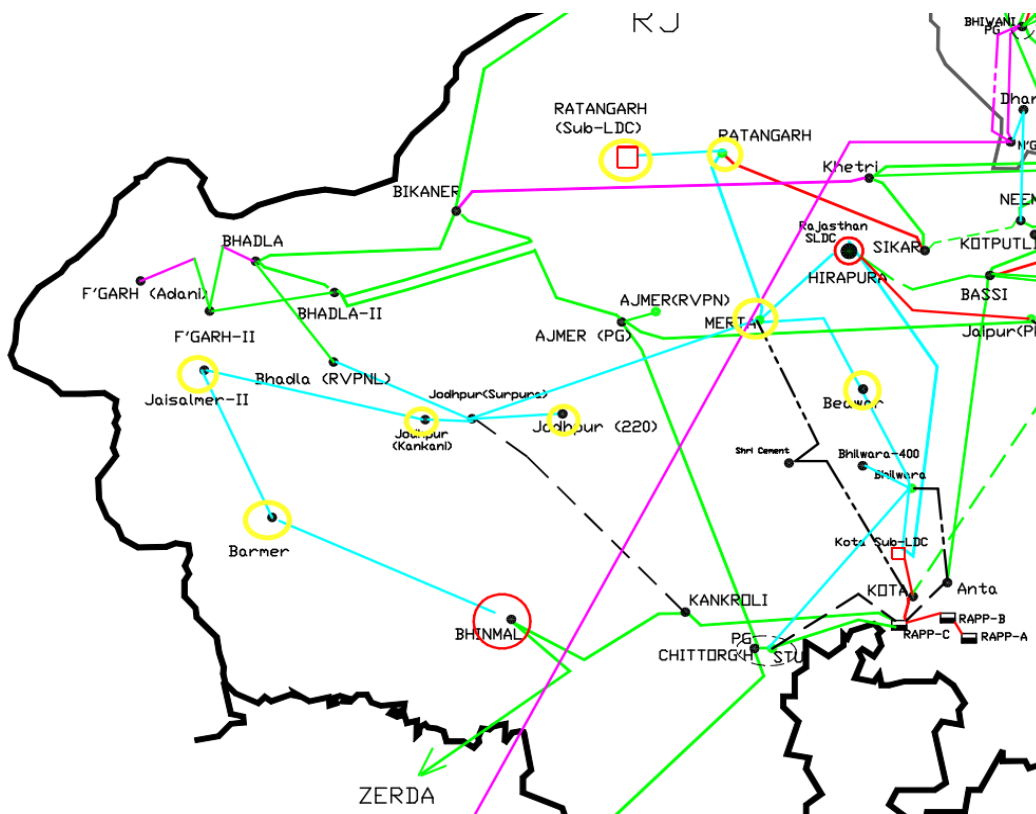 RJ
BHIWANI
PG
RATANGARH
(Sub-LDC)
RATANGARH
Dhar
N'G
Khetri
BIKANER
NEEM
Rajasthan
SLDC
SIKAR
KOTPUTLI
BHADLA
HIRAPURA
BASSI
F'GARH (Adani)
BHADLA-II
AJMER(RVPN)
MERTA
F'GARH-II
AJMER (PG)
Jaipur(P
Bhadla (RVPNL)
Jaisalmer-II
Jodhpur(Surpura)
Beawar
Jodhpur
(Kankani)
Jodhpur (220)
Shri Cement
Bhilwara-400
Bhilwara
Barmer
Kota Sub-LDC
KOTA
Anta
KANKROLI
RAPP-B
RAPP-C
RAPP-A
BHINMAL
PG
CHITTORGH
STU
ZERDA